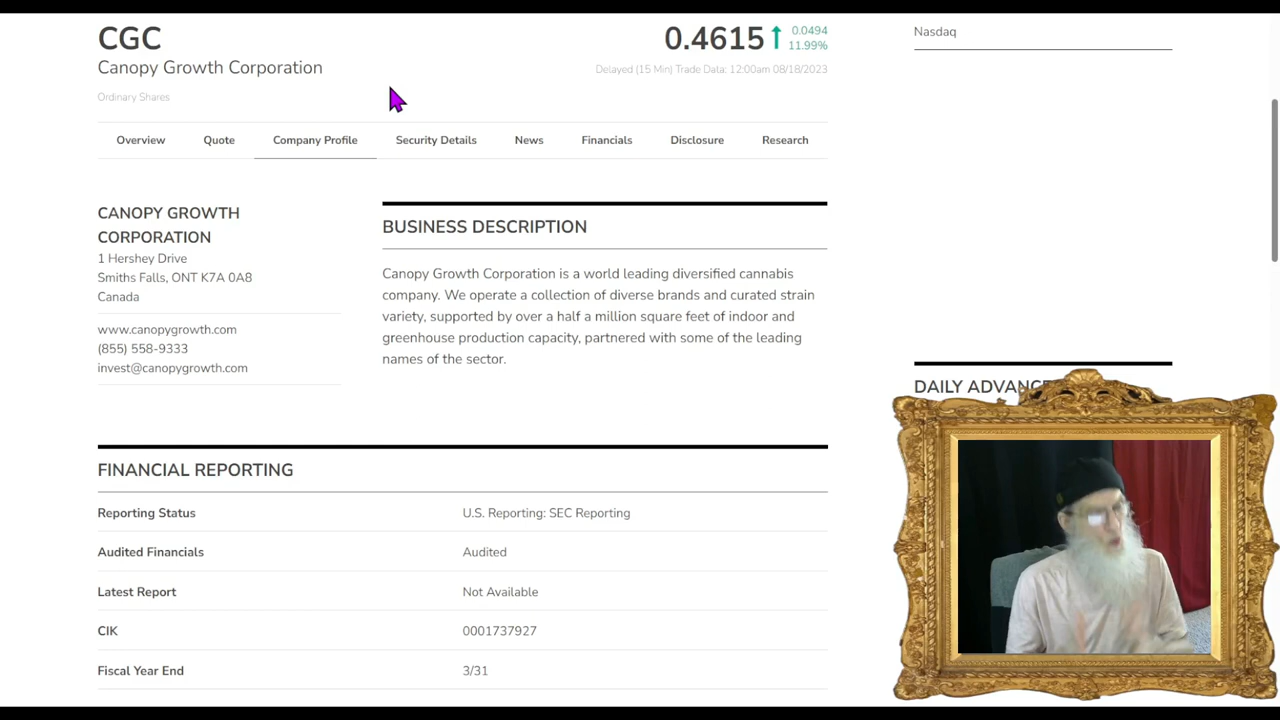 CGC
0.4615
0.0494
11.99%
Canopy Growth Corporation
Delayed (15 Min) Trade Data: 12:00am 08/18/2023
Ordinary Shares
Nasdaq
Overview
Quote
Company Profile
Security Details
News
Financials
Disclosure
Research
CANOPY GROWTH
CORPORATION
1 Hershey Drive
Smiths Falls, ONT K7A 0A8
Canada
www.canopygrowth.com
(855) 558-9333
invest@canopygrowth.com
BUSINESS DESCRIPTION
Canopy Growth Corporation is a world leading diversified cannabis
company. We operate a collection of diverse brands and curated strain
variety, supported by over a half a million square feet of indoor and
greenhouse production capacity, partnered with some of the leading
names of the sector.
DAILY
FINANCIAL REPORTING
Reporting Status U.S. Reporting: SEC Reporting
Audited Financials Audited
Latest Report Not Available
CIK 0001737927
Fiscal Year End 3/31